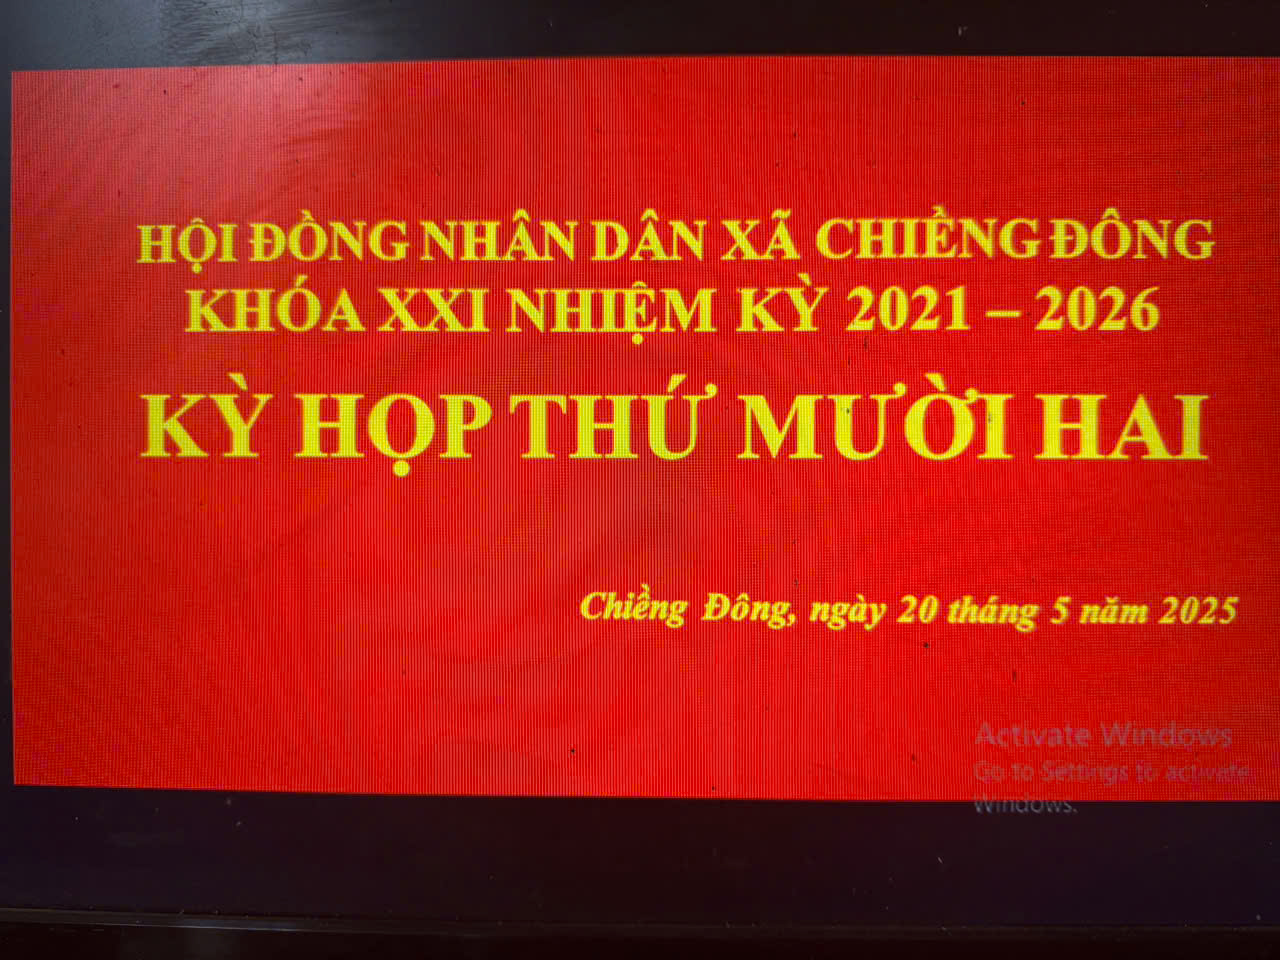 HỘI ĐỒNG NHÂN DÂN XÃ CHIỀNG ĐÔNG
KHÓA XXI NHIỆM KỲ 2021 – 2026
KỲ HỌP THỨ MƯỜI HAI
Chiềng Đông, ngày 20 tháng 5 năm 2025
Activate Windows
Go to Settings to activate
Windows.